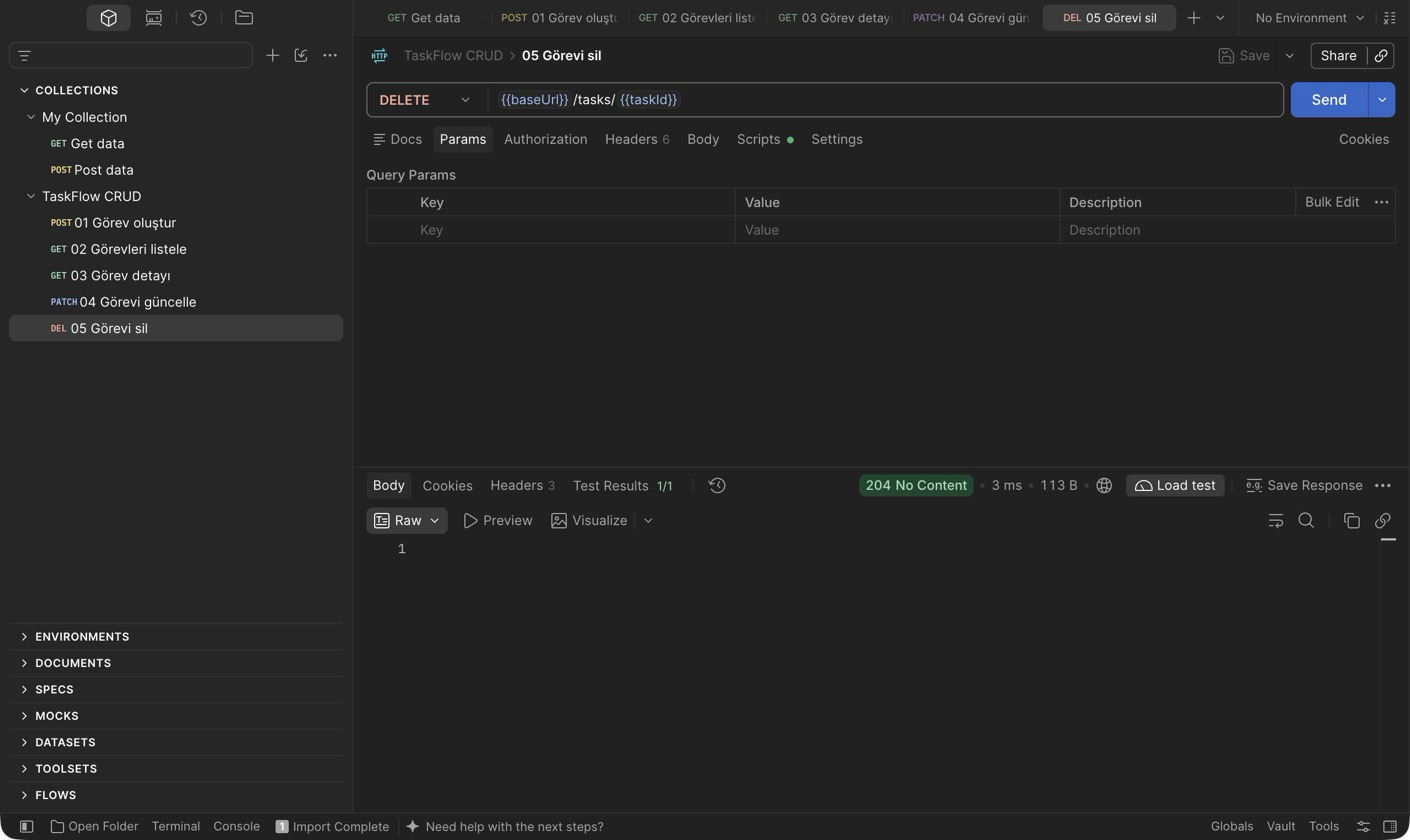 GET Get data
POST 01 Görev oluştu
GET 02 Görevleri liste
GET 03 Görev detayı
PATCH 04 Görevi gün
DEL 05 Görevi sil
No Environment
HTTP TaskFlow CRUD > 05 Görevi sil
Save
Share
COLLECTIONS
My Collection
GET Get data
POST Post data
TaskFlow CRUD
POST 01 Görev oluştur
GET 02 Görevleri listele
GET 03 Görev detayı
PATCH 04 Görevi güncelle
DEL 05 Görevi sil
ENVIRONMENTS
DOCUMENTS
SPECS
MOCKS
DATASETS
TOOLSETS
FLOWS
DELETE {{baseUrl}} /tasks/ {{taskId}}
Send
Docs Params Authorization Headers 6 Body Scripts Settings Cookies
Query Params
Key Value Description Bulk Edit
Key Value Description
Body Cookies Headers 3 Test Results 1/1
204 No Content • 3 ms • 113 B • Load test e.g. Save Response
Raw Preview Visualize
1
Open Folder Terminal Console 1 Import Complete Need help with the next steps? Globals Vault Tools